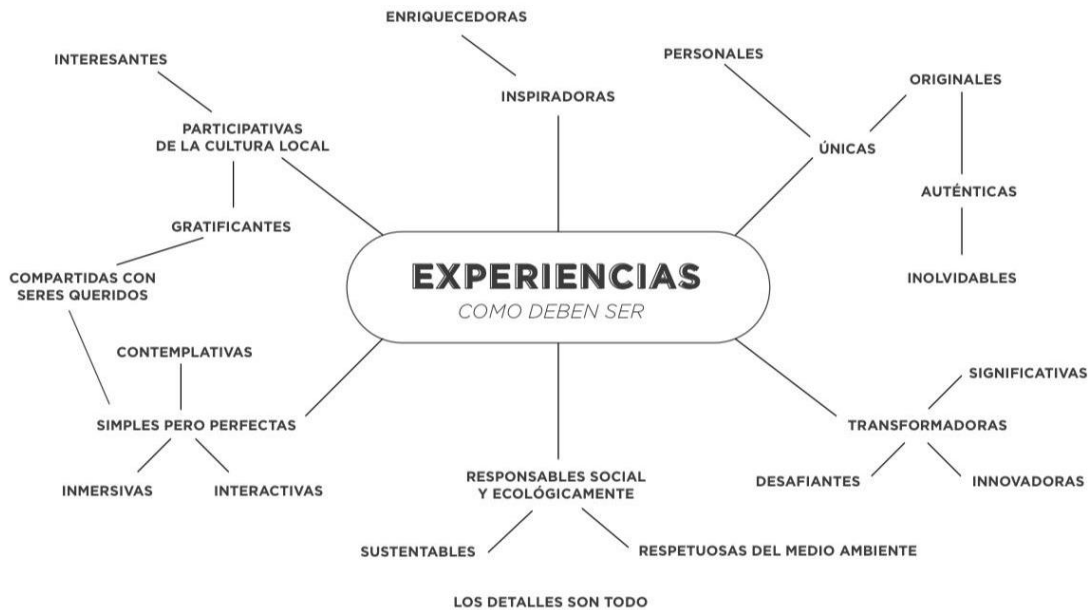 ENRIQUECEDORAS
INTERESANTES
PERSONALES
ORIGINALES
INSPIRADORAS
PARTICIPATIVAS
DE LA CULTURA LOCAL
ÚNICAS
AUTÉNTICAS
GRATIFICANTES
COMPARTIDAS CON
SERES QUERIDOS
EXPERIENCIAS
COMO DEBEN SER
INOLVIDABLES
CONTEMPLATIVAS
SIGNIFICATIVAS
SIMPLES PERO PERFECTAS
TRANSFORMADORAS
INMERSIVAS
INTERACTIVAS
RESPONSABLES SOCIAL
Y ECOLÓGICAMENTE
DESAFIANTES
INNOVADORAS
SUSTENTABLES
RESPETUOSAS DEL MEDIO AMBIENTE
LOS DETALLES SON TODO